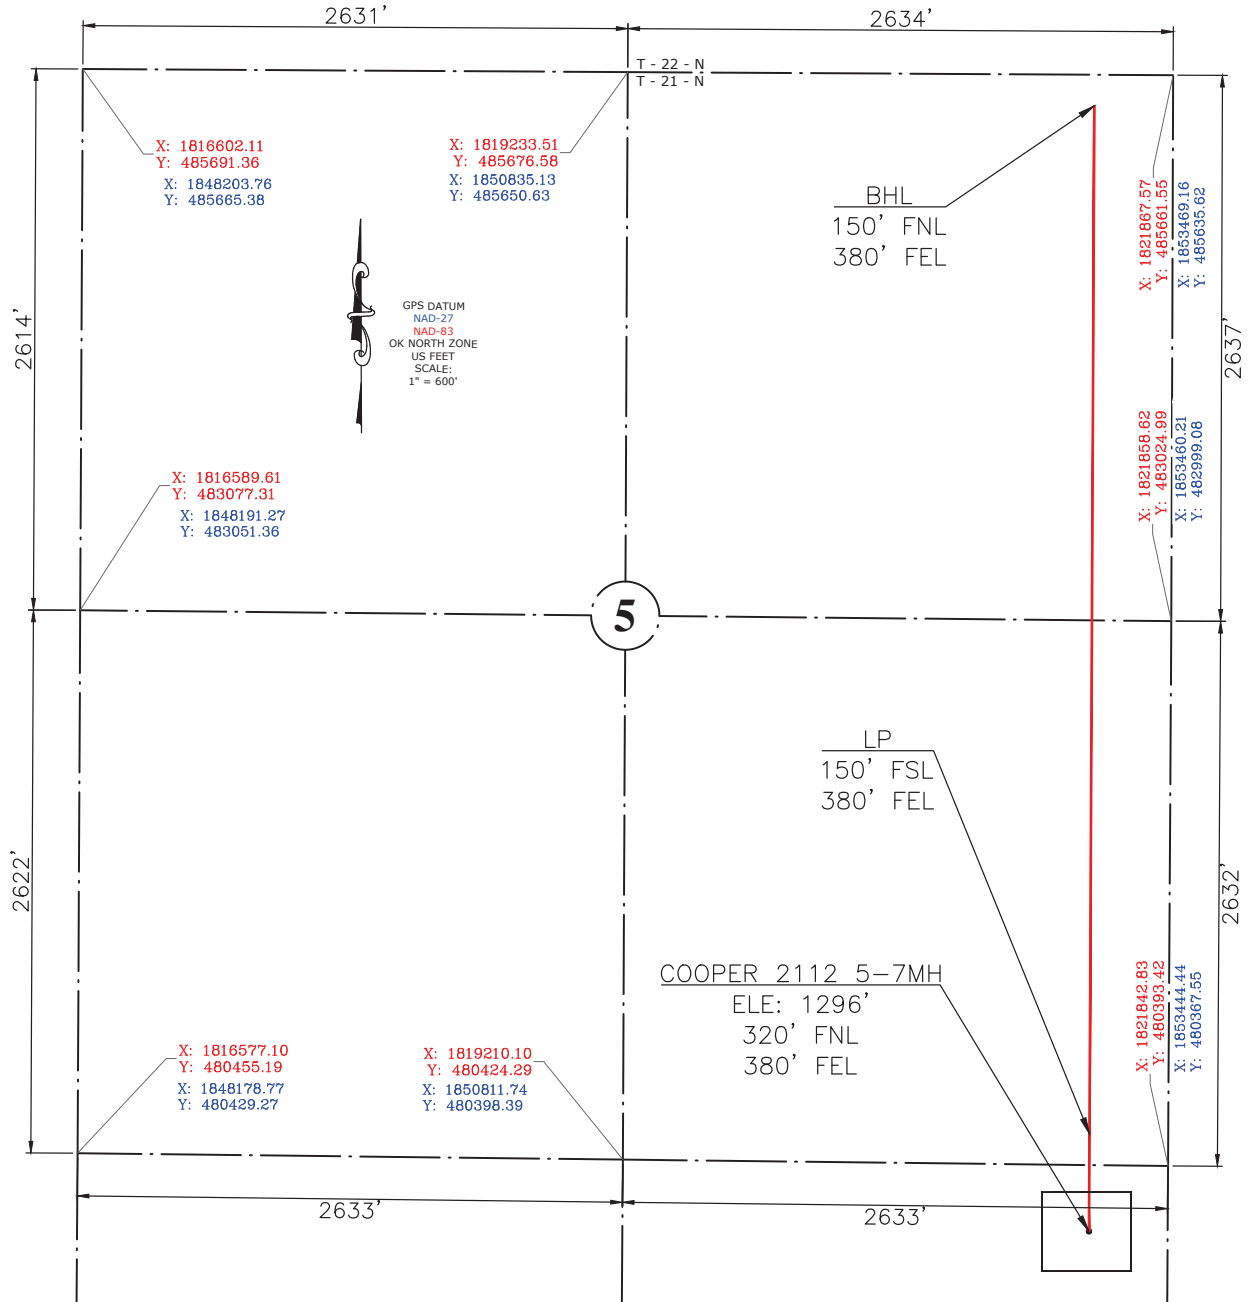 2631'
2634'
T - 22 - N
T - 21 - N
X: 1816602.11
Y: 485691.36
X: 1848203.76
Y: 485665.38
X: 1819233.51
Y: 485676.58
X: 1850835.13
Y: 485650.63
X: 1821867.57
Y: 485661.55
X: 1853469.16
Y: 485635.62
BHL
150' FNL
380' FEL
GPS DATUM
NAD-27
NAD-83
OK NORTH ZONE
US FEET
SCALE:
1" = 600'
2614'
2637'
X: 1816589.61
Y: 483077.31
X: 1848191.27
Y: 483051.36
X: 1821858.62
Y: 483024.99
X: 1853460.21
Y: 482999.08
5
LP
150' FSL
380' FEL
2622'
2632'
COOPER 2112 5-7MH
ELE: 1296'
320' FNL
380' FEL
X: 1816577.10
Y: 480455.19
X: 1848178.77
Y: 480429.27
X: 1819210.10
Y: 480424.29
X: 1850811.74
Y: 480398.39
X: 1821842.83
Y: 480393.42
X: 1853444.44
Y: 480367.55
2633'
2633'